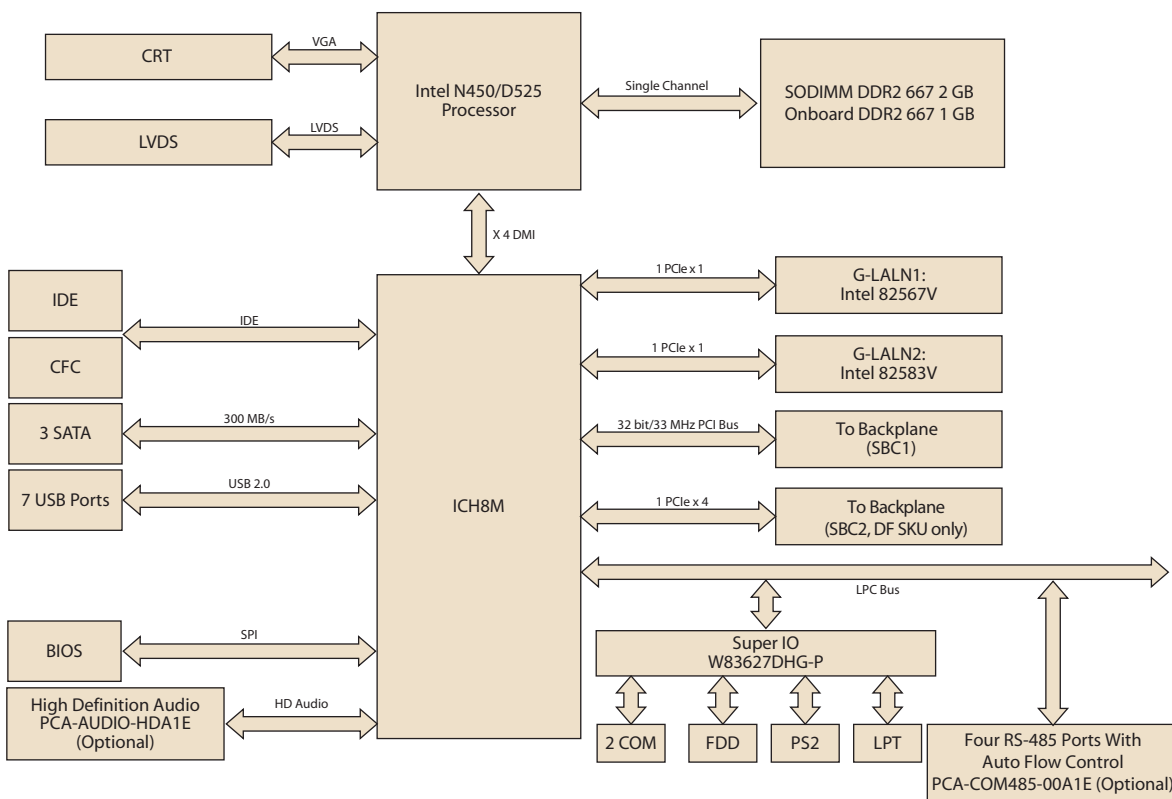 CRT
VGA
LVDS
LVDS
Intel N450/D525
Processor
Single Channel
SODIMM DDR2 667 2 GB
Onboard DDR2 667 1 GB
X 4 DMI
IDE
CFC
IDE
3 SATA
300 MB/s
7 USB Ports
USB 2.0
ICH8M
1 PCIe x 1
G-LALN1:
Intel 82567V
1 PCIe x 1
G-LALN2:
Intel 82583V
32 bit/33 MHz PCI Bus
To Backplane
(SBC1)
1 PCIe x 4
To Backplane
(SBC2, DF SKU only)
LPC Bus
BIOS
SPI
High Definition Audio
PCA-AUDIO-HDA1E
(Optional)
HD Audio
Super IO
W83627DHG-P
2 COM
FDD
PS2
LPT
Four RS-485 Ports With
Auto Flow Control
PCA-COM485-00A1E (Optional)